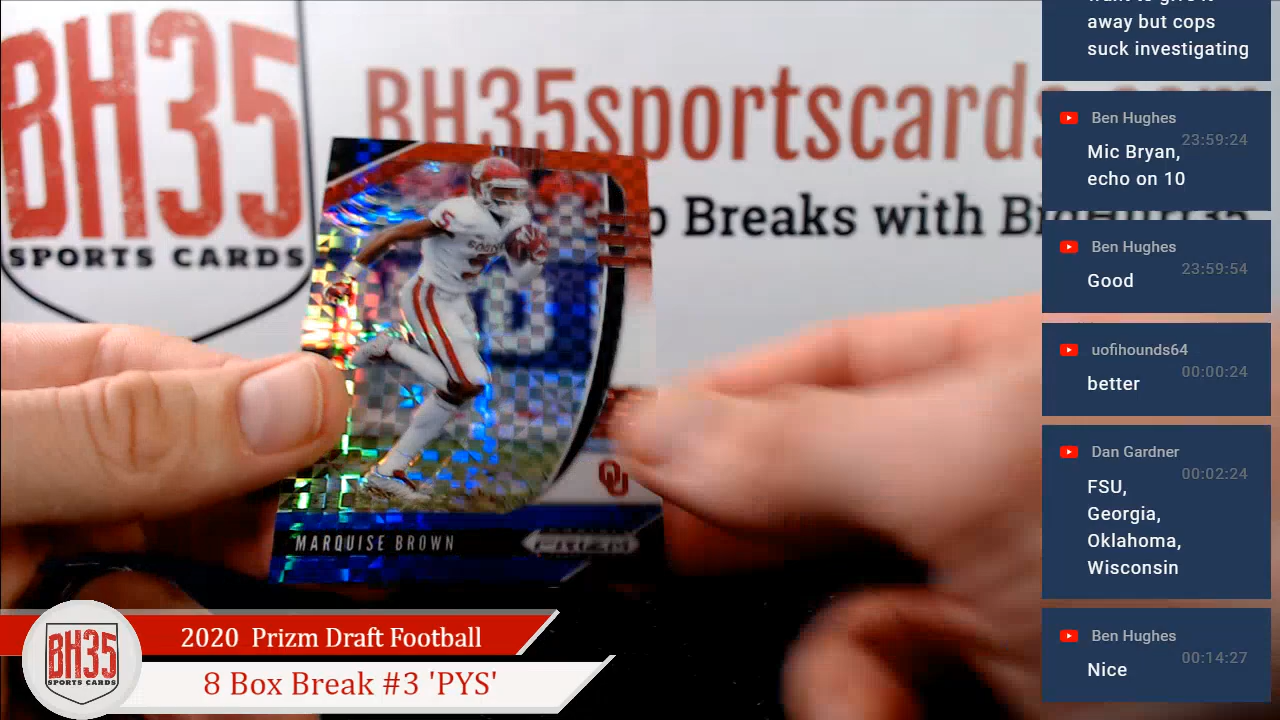 BH35
SPORTS CARDS
BH35sportscards.com
p Breaks with Bi
5
OU
MARQUISE BROWN
PRIZM
BH35
SPORTS CARDS
2020 Prizm Draft Football
8 Box Break #3 'PYS'
away but cops
suck investigating
Ben Hughes
23:59:24
Mic Bryan,
echo on 10
Ben Hughes
23:59:54
Good
uofihounds64
00:00:24
better
Dan Gardner
00:02:24
FSU,
Georgia,
Oklahoma,
Wisconsin
Ben Hughes
00:14:27
Nice